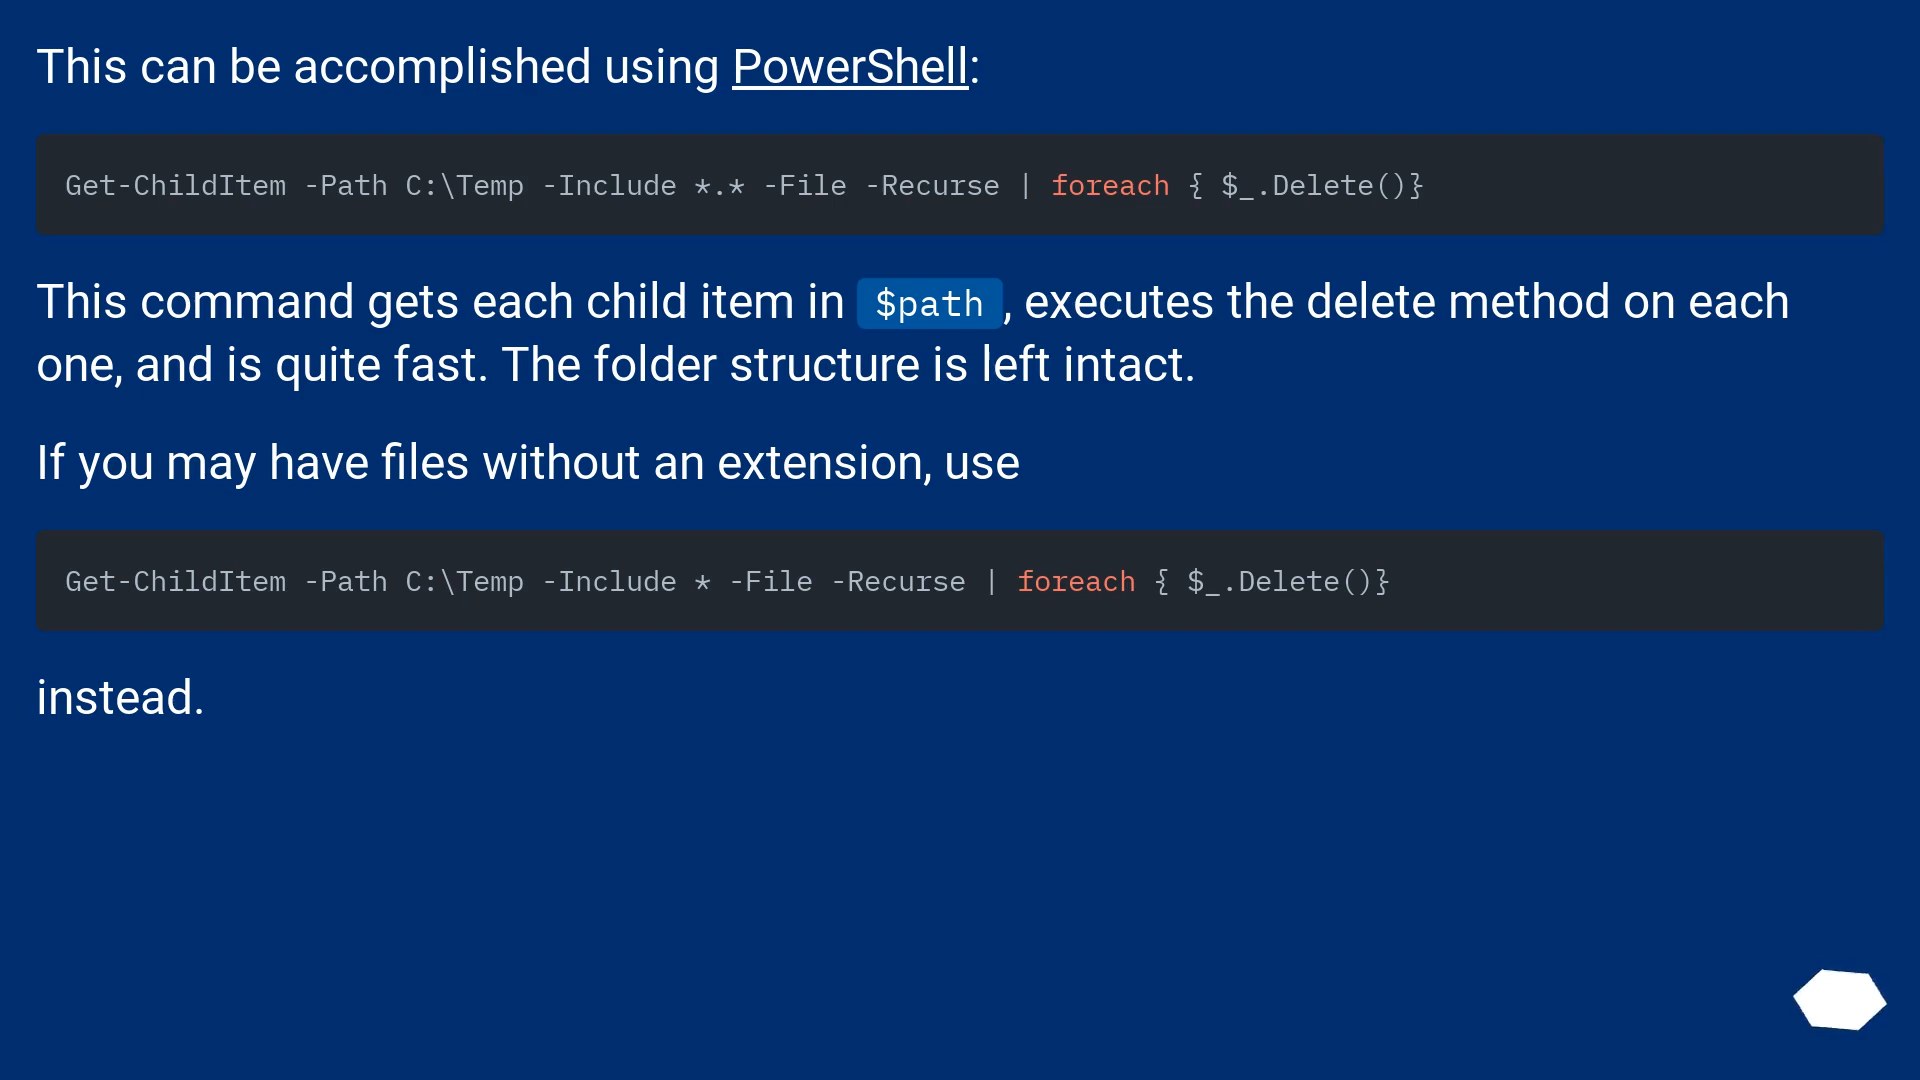 This can be accomplished using PowerShell:
Get-ChildItem -Path C:\Temp -Include *.* -File -Recurse | foreach { $_.Delete()}
This command gets each child item in $path, executes the delete method on each
one, and is quite fast. The folder structure is left intact.
If you may have files without an extension, use
Get-ChildItem -Path C:\Temp -Include * -File -Recurse | foreach { $_.Delete()}
instead.